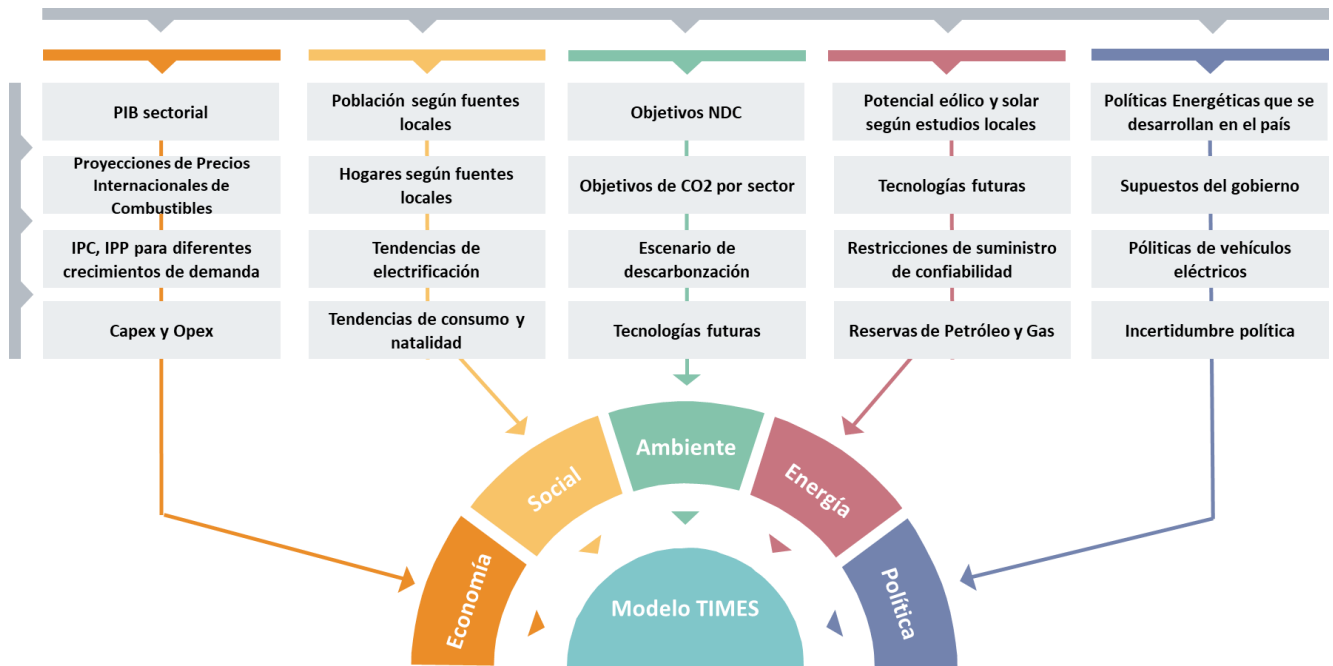 PIB sectorial
Proyecciones de Precios
Internacionales de
Combustibles
IPC, IPP para diferentes
crecimientos de demanda
Capex y Opex
Población según fuentes
locales
Hogares según fuentes
locales
Tendencias de
electrificación
Tendencias de consumo y
natalidad
Objetivos NDC
Objetivos de CO2 por sector
Escenario de
descarbonzación
Tecnologías futuras
Potencial eólico y solar
según estudios locales
Tecnologías futuras
Restricciones de suministro
de confiabilidad
Reservas de Petróleo y Gas
Políticas Energéticas que se
desarrollan en el país
Supuestos del gobierno
Póliticas de vehículos
eléctricos
Incertidumbre política
Economía
Social
Ambiente
Energía
Política
Modelo TIMES